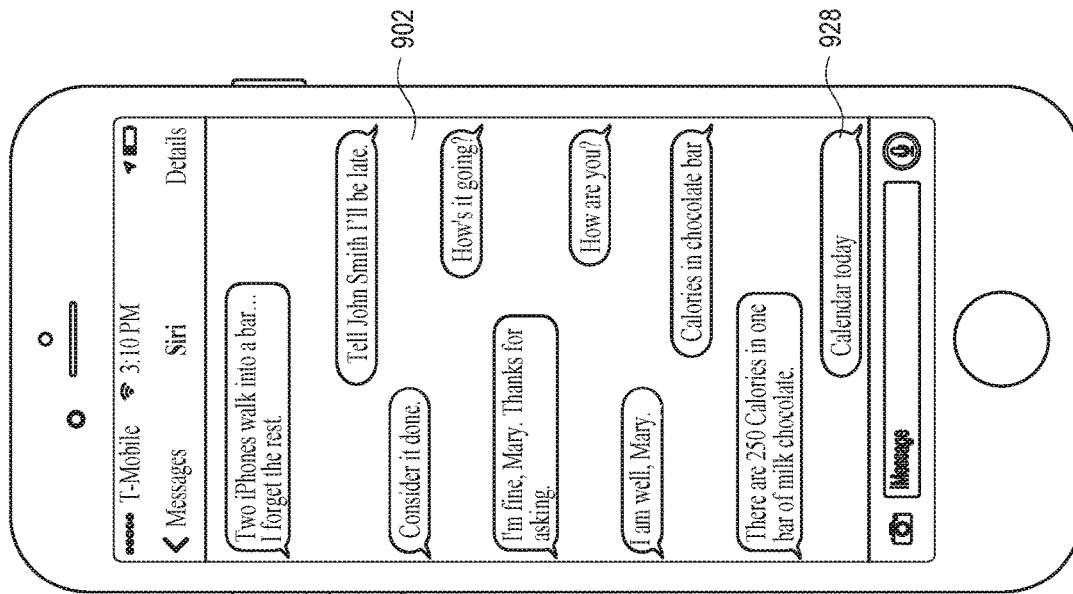 T-Mobile 3:10 PM
Messages Siri Details
Two iPhones walk into a bar...
I forget the rest.
Tell John Smith I'll be late.
902
Consider it done.
How's it going?
I'm fine, Mary. Thanks for
asking.
How are you?
I am well, Mary.
Calories in chocolate bar
There are 250 Calories in one
bar of milk chocolate.
Calendar today
928
iMessage